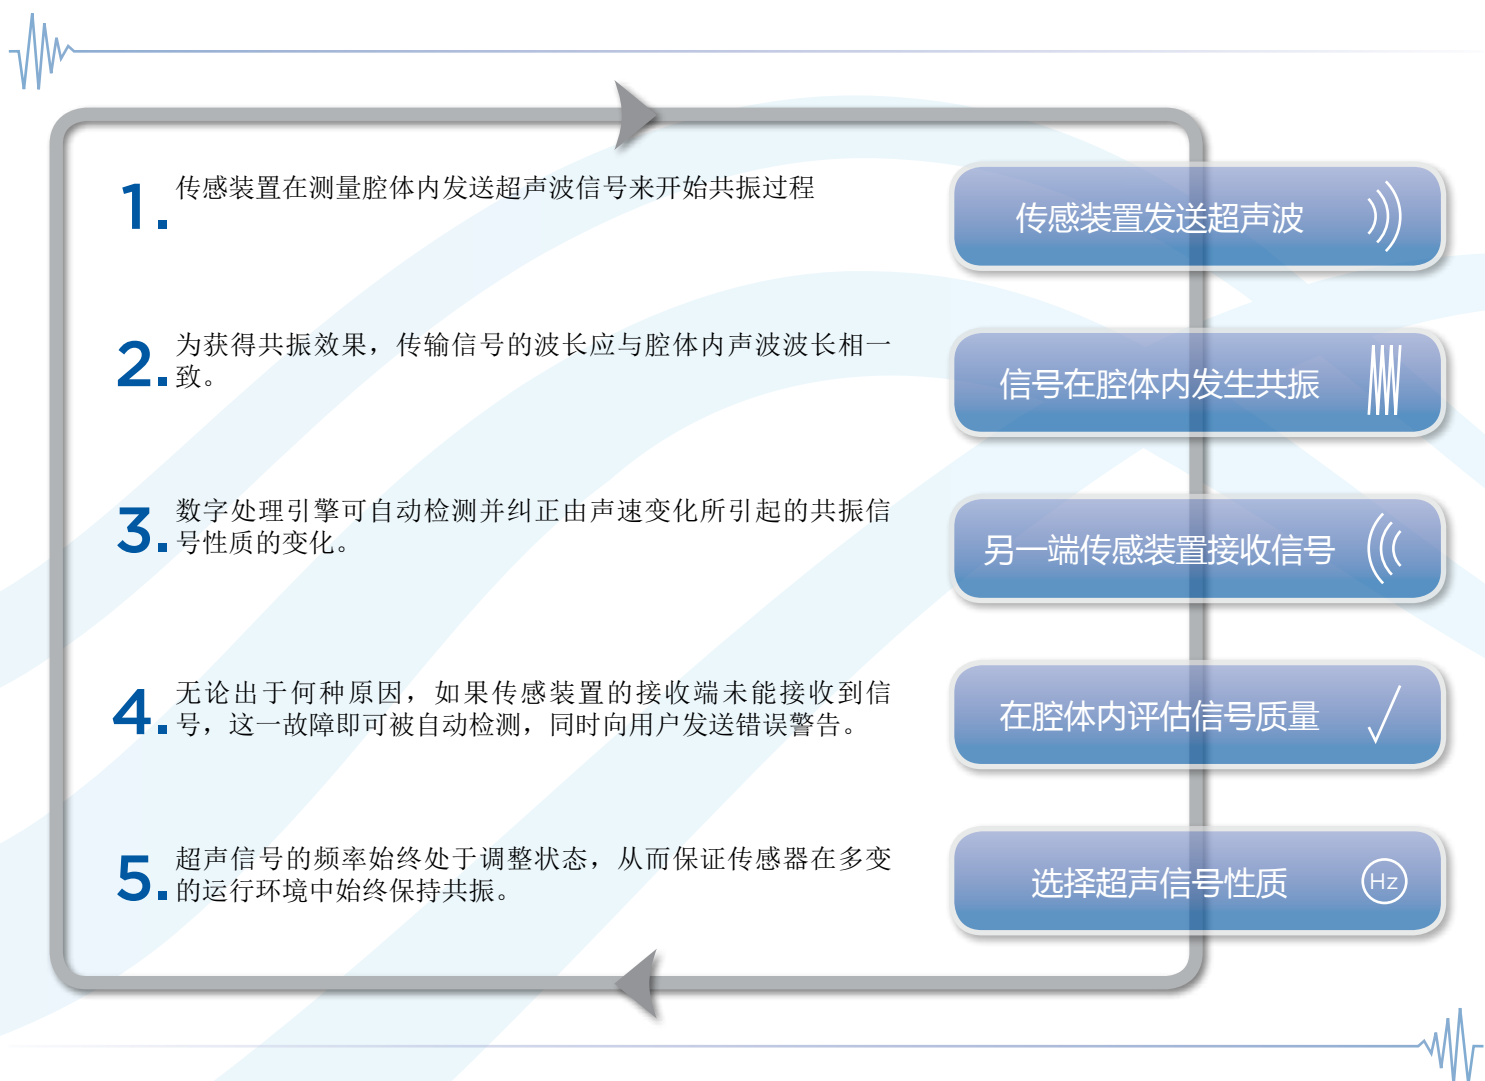 1. 传感装置在测量腔体内发送超声波信号来开始共振过程
传感装置发送超声波
2. 为获得共振效果，传输信号的波长应与腔体内声波波长相一
致。
信号在腔体内发生共振
3. 数字处理引擎可自动检测并纠正由声速变化所引起的共振信
号性质的变化。
另一端传感装置接收信号
4. 无论出于何种原因，如果传感装置的接收端未能接收到信
号，这一故障即可被自动检测，同时向用户发送错误警告。
在腔体内评估信号质量
5. 超声信号的频率始终处于调整状态，从而保证传感器在多变
的运行环境中始终保持共振。
选择超声信号性质
Hz